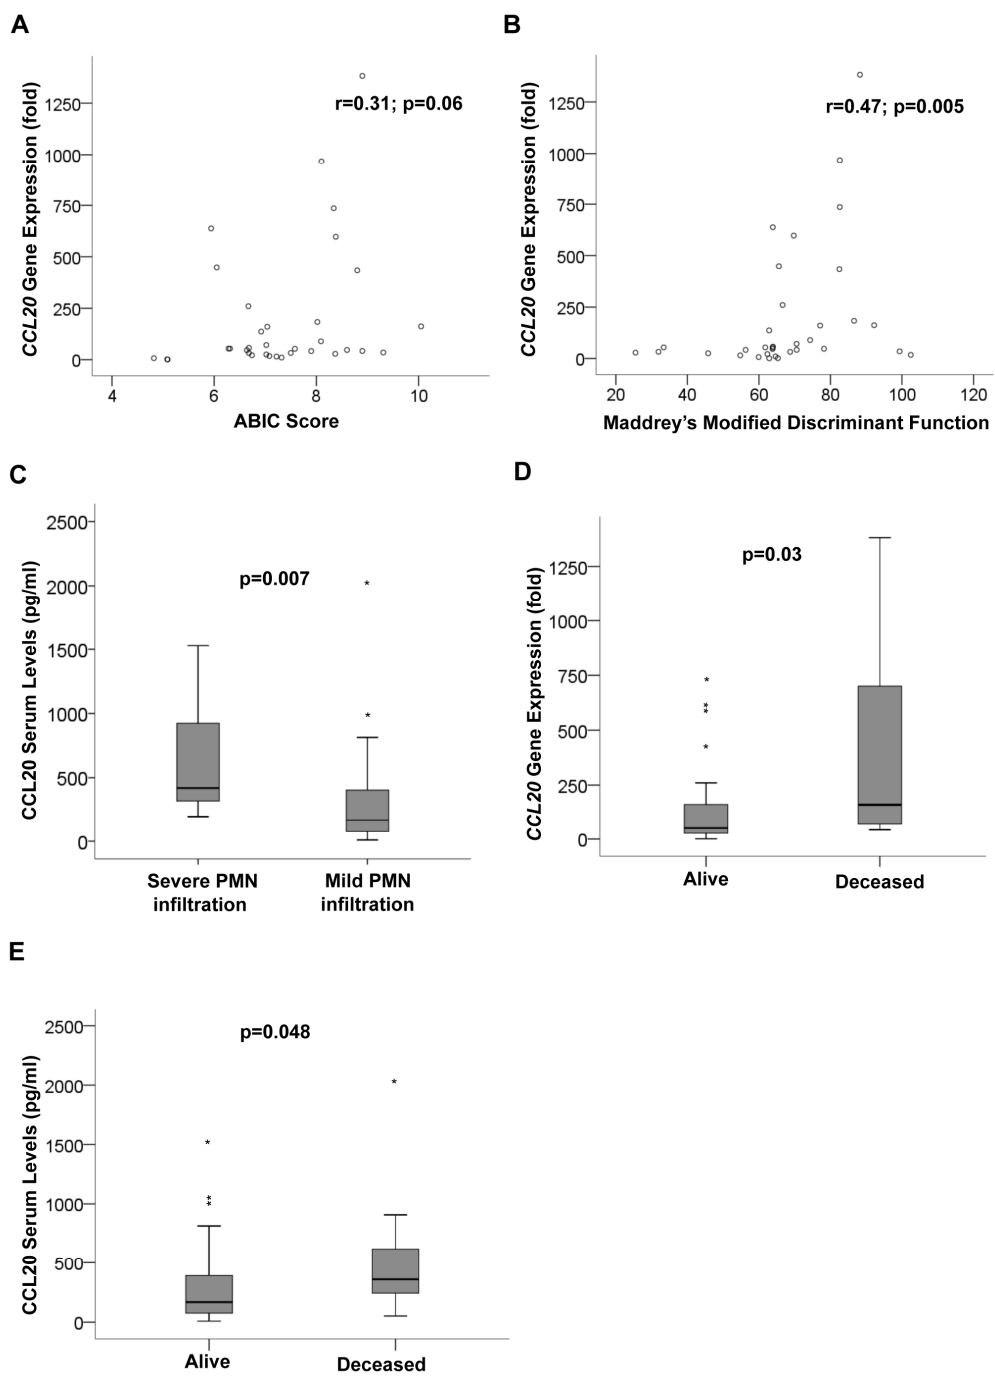 A
CCL20 Gene Expression (fold)
1250
1000
750
500
250
0
r=0.31; p=0.06
4 6 8 10
ABIC Score
B
CCL20 Gene Expression (fold)
1250
1000
750
500
250
0
r=0.47; p=0.005
20 40 60 80 100 120
Maddrey's Modified Discriminant Function
C
CCL20 Serum Levels (pg/ml)
2500
2000
1500
1000
500
0
p=0.007
* 
*
Severe PMN
infiltration
Mild PMN
infiltration
D
CCL20 Gene Expression (fold)
1250
1000
750
500
250
0
p=0.03
*
*
*
*
Alive
Deceased
E
CCL20 Serum Levels (pg/ml)
2500
2000
1500
1000
500
0
p=0.048
*
*
*
*
Alive
Deceased